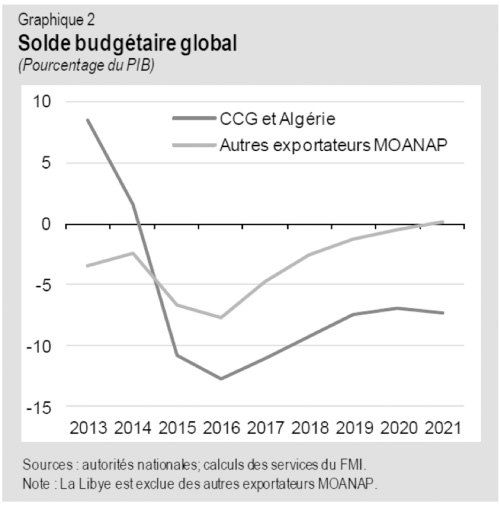 Graphique 2
Solde budgétaire global
(Pourcentage du PIB)
10
CCG et Algérie
Autres exportateurs MOANAP
5
0
-5
-10
-15
2013 2014 2015 2016 2017 2018 2019 2020 2021
Sources : autorités nationales; calculs des services du FMI.
Note : La Libye est exclue des autres exportateurs MOANAP.